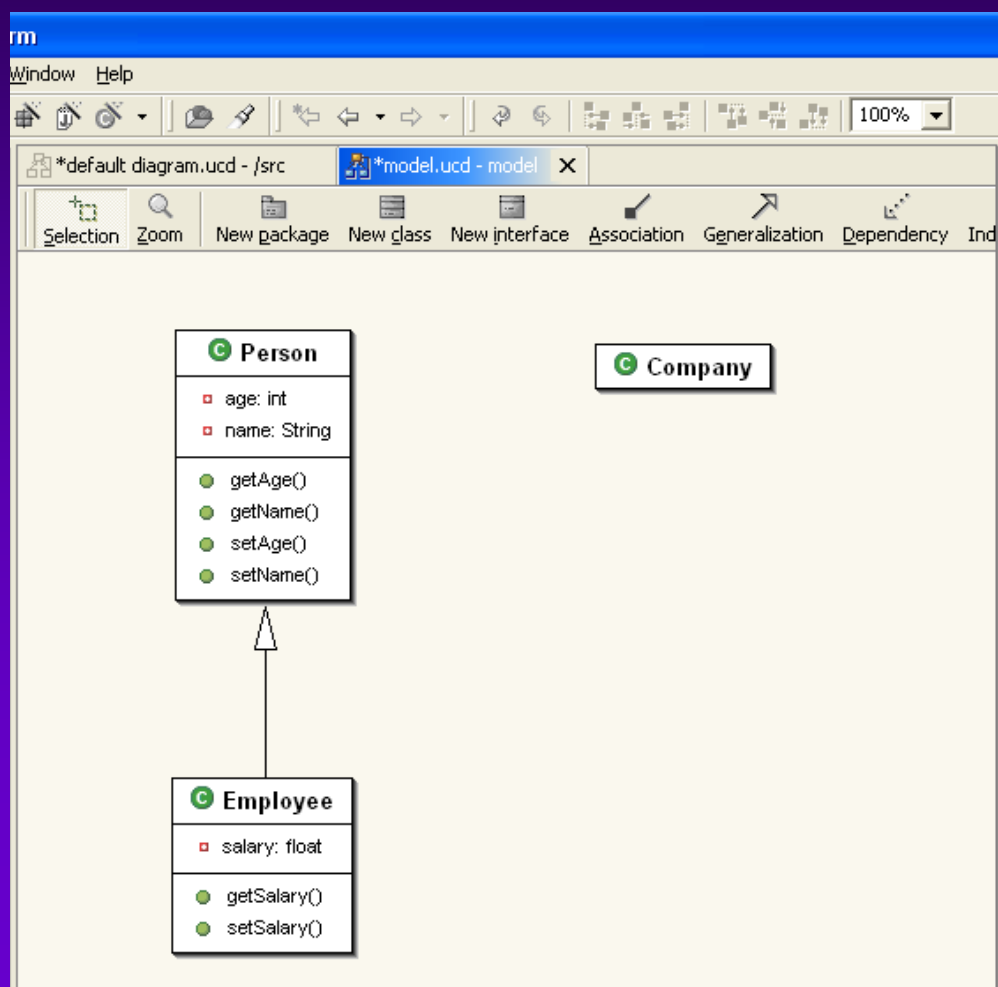 rm
Window Help
100%
*default diagram.ucd - /src *model.ucd - model
Selection Zoom New package New class New interface Association Generalization Dependency Ind
Person
age: int
name: String
getAge()
getName()
setAge()
setName()
Company
Employee
salary: float
getSalary()
setSalary()